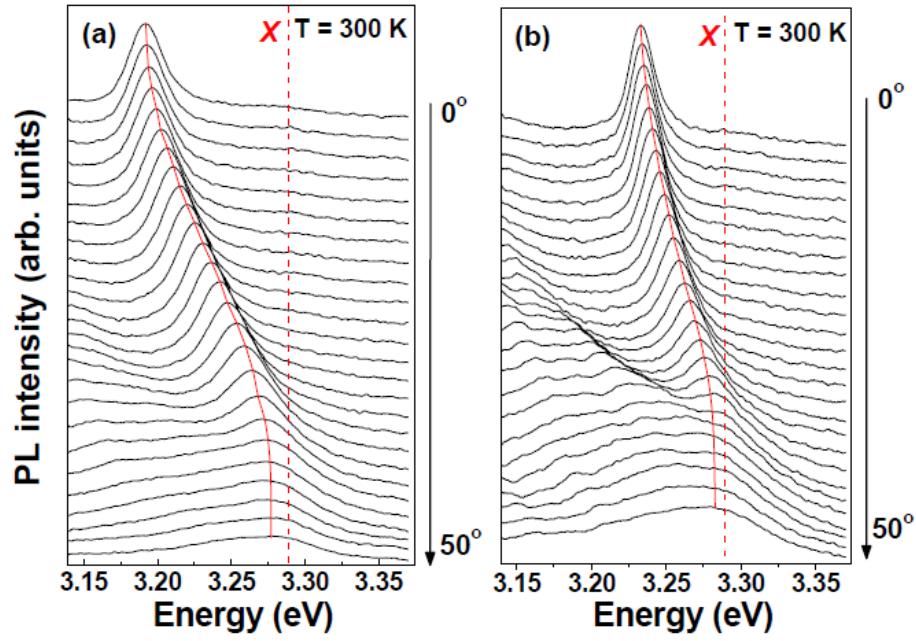 PL intensity (arb. units)
(a) X T = 300 K
0°
50°
3.15 3.20 3.25 3.30 3.35
Energy (eV)
(b) X T = 300 K
0°
50°
3.15 3.20 3.25 3.30 3.35
Energy (eV)